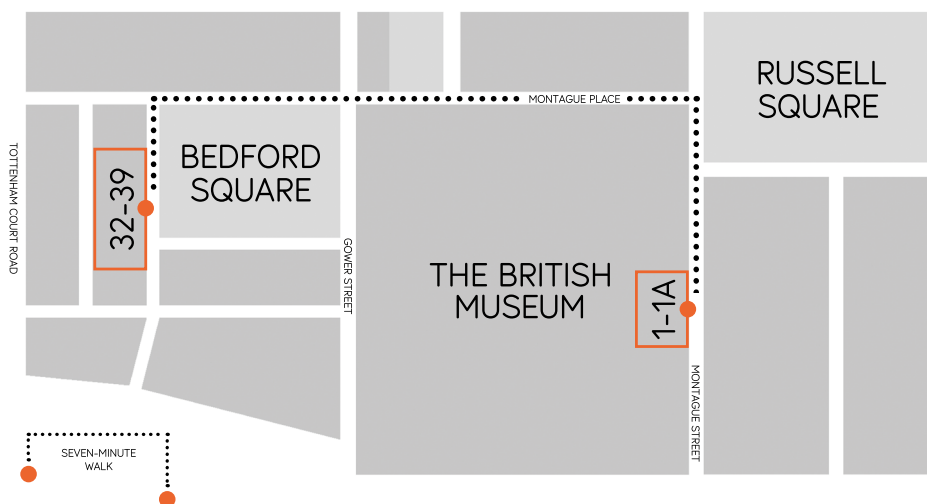 RUSSELL
SQUARE
MONTAGUE PLACE
BEDFORD
SQUARE
TOTTENHAM COURT ROAD
32-39
GOWER STREET
THE BRITISH
MUSEUM
1-1A
MONTAGUE STREET
SEVEN-MINUTE
WALK